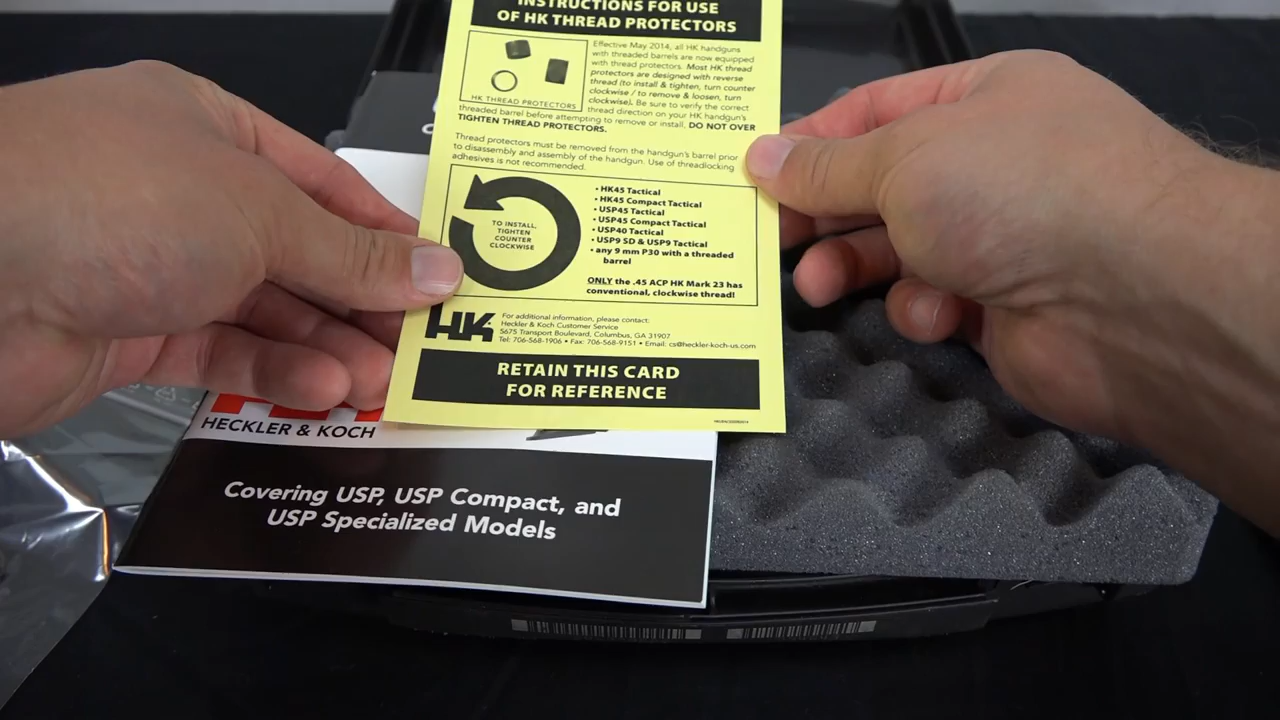 INSTRUCTIONS FOR USE
OF HK THREAD PROTECTORS
Effective May 2014, all HK handguns
with threaded barrels are now equipped
with thread protectors. Most HK thread
protectors are designed with reverse
thread (to install & tighten, turn counter
clockwise / to remove & loosen, turn
clockwise). Be sure to verify the correct
thread direction on your HK handgun's
threaded barrel before attempting to remove or install. DO NOT OVER
TIGHTEN THREAD PROTECTORS.
HK THREAD PROTECTORS
Thread protectors must be removed from the handgun's barrel prior
to disassembly and assembly of the handgun. Use of threadlocking
adhesives is not recommended.
TO INSTALL,
TIGHTEN
COUNTER
CLOCKWISE
• HK45 Tactical
• HK45 Compact Tactical
• USP45 Tactical
• USP45 Compact Tactical
• USP40 Tactical
• USP9 SD & USP9 Tactical
• any 9 mm P30 with a threaded
barrel
ONLY the .45 ACP HK Mark 23 has
conventional, clockwise thread!
HK
For additional information, please contact:
Heckler & Koch Customer Service
5675 Transport Boulevard, Columbus, GA 31907
Tel: 706-568-1906 • Fax: 706-568-9151 • Email: cs@heckler-koch-us.com
RETAIN THIS CARD
FOR REFERENCE
HECKLER & KOCH
Covering USP, USP Compact, and
USP Specialized Models